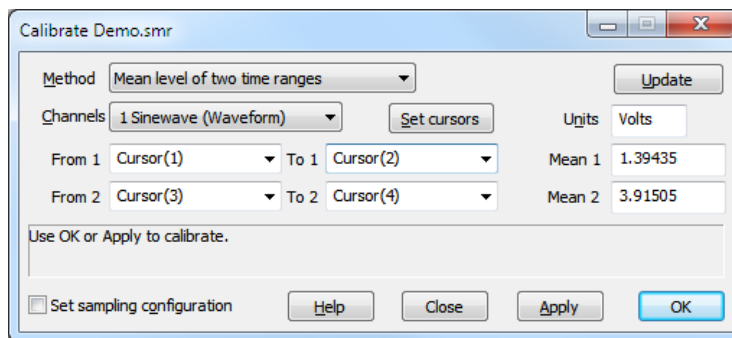 Calibrate Demo.smr
Method Mean level of two time ranges Update
Channels 1 Sinewave (Waveform) Set cursors Units Volts
From 1 Cursor(1) To 1 Cursor(2) Mean 1 1.39435
From 2 Cursor(3) To 2 Cursor(4) Mean 2 3.91505
Use OK or Apply to calibrate.
Set sampling configuration Help Close Apply OK